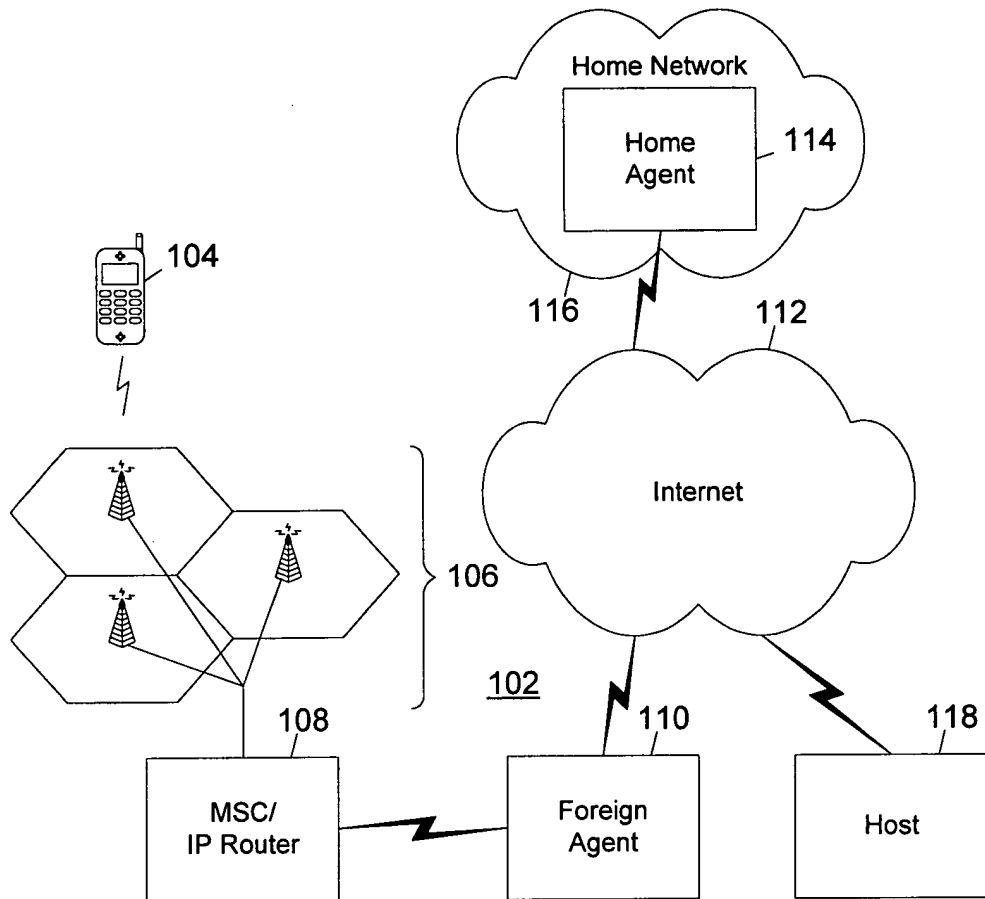 Home Network
Home
Agent
114
104
116
112
Internet
106
102
108
110
118
MSC/
IP Router
Foreign
Agent
Host